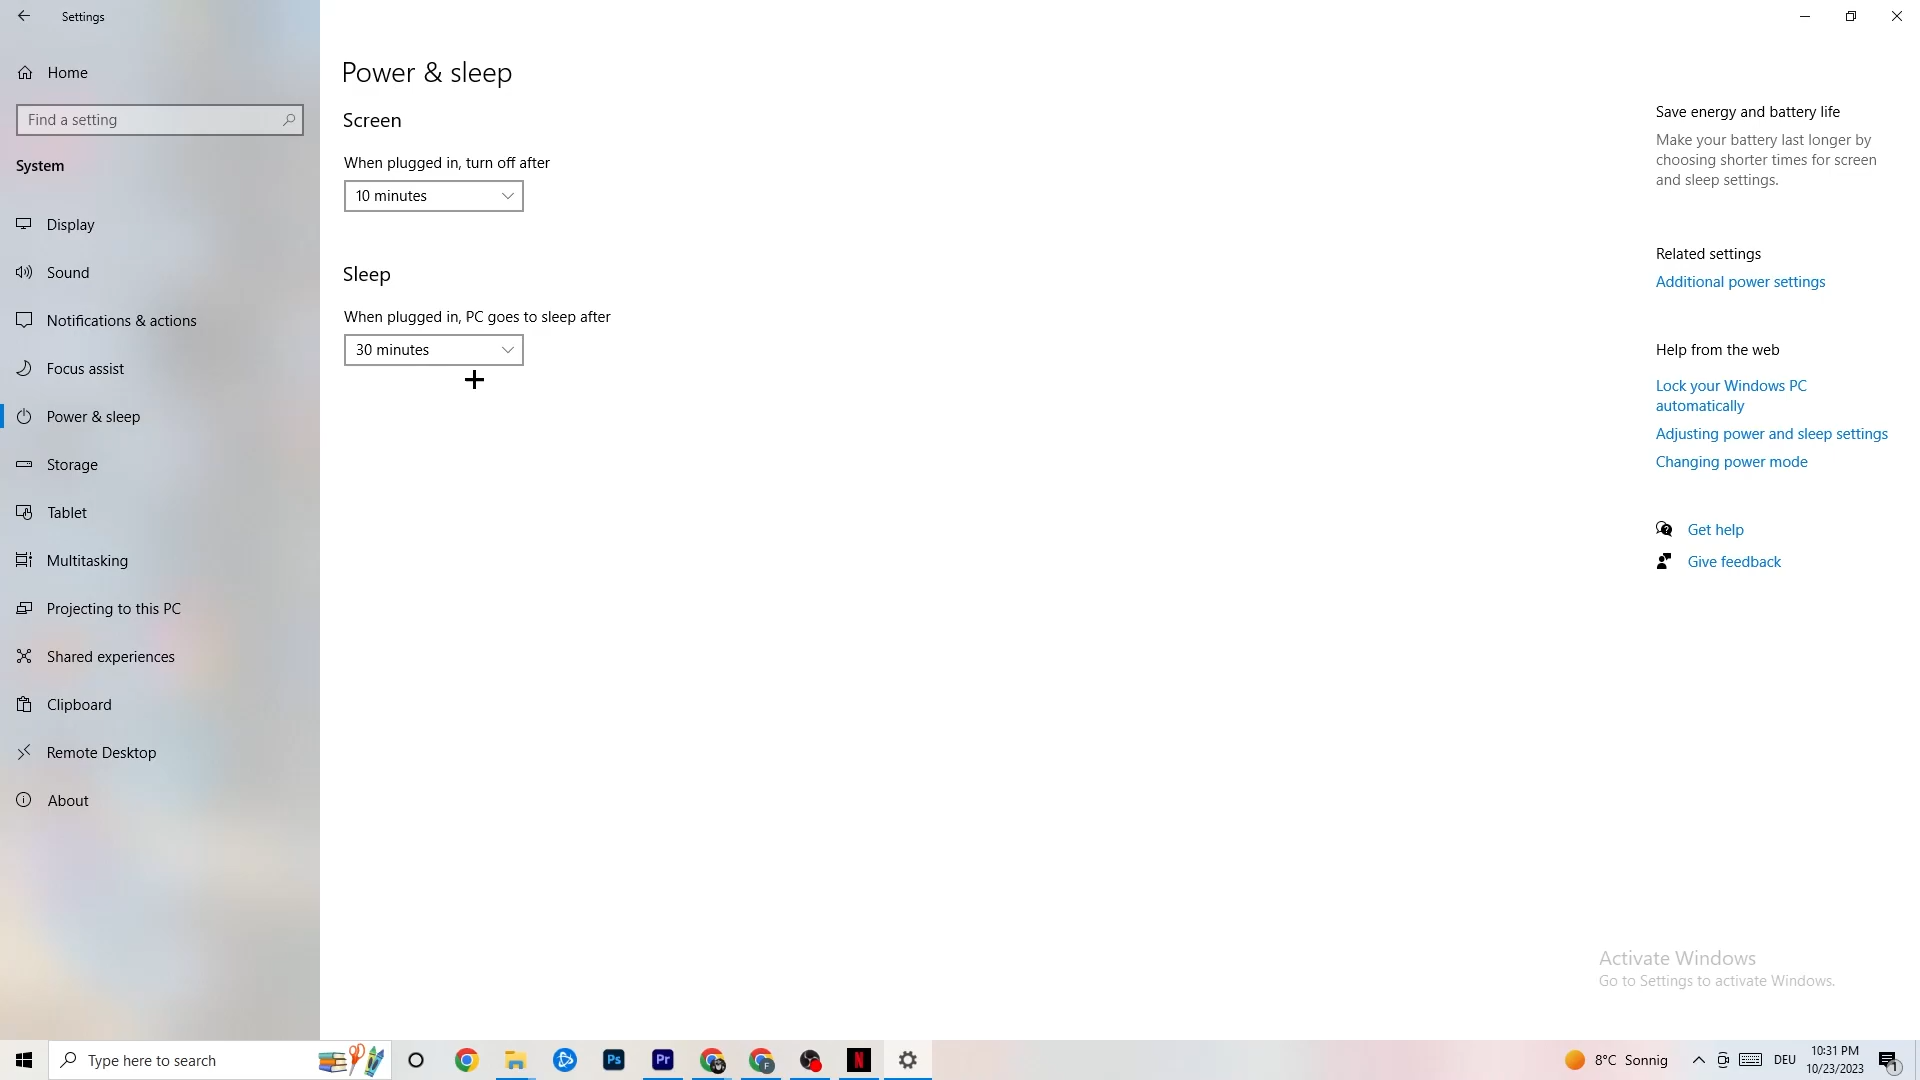 Settings
Home
Find a setting
System
Display
Sound
Notifications & actions
Focus assist
Power & sleep
Storage
Tablet
Multitasking
Projecting to this PC
Shared experiences
Clipboard
Remote Desktop
About
Power & sleep
Screen
When plugged in, turn off after
10 minutes
Sleep
When plugged in, PC goes to sleep after
30 minutes
Save energy and battery life
Make your battery last longer by
choosing shorter times for screen
and sleep settings.
Related settings
Additional power settings
Help from the web
Lock your Windows PC
automatically
Adjusting power and sleep settings
Changing power mode
Get help
Give feedback
Activate Windows
Go to Settings to activate Windows.
Type here to search
Ps
Pr
F
N
8°C Sonnig
DEU
10:31 PM
10/23/2023
1